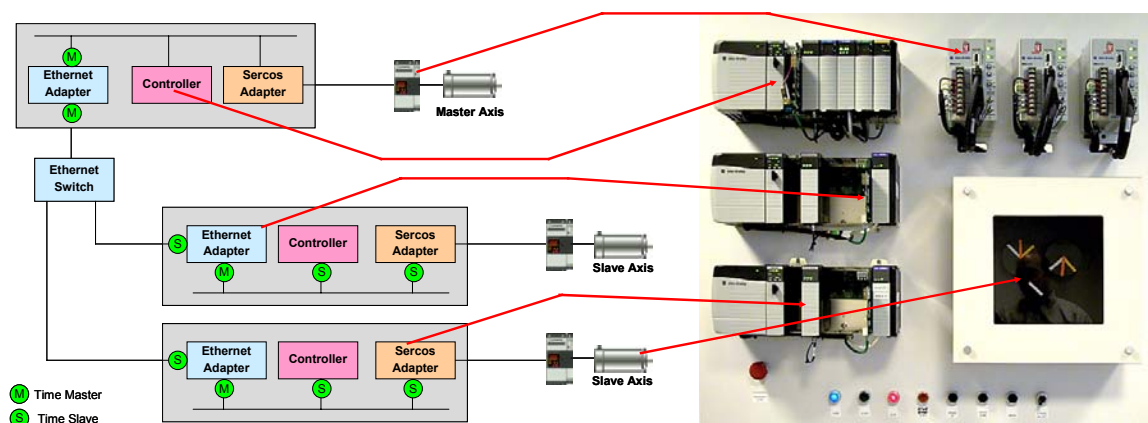 M
Ethernet
Adapter
M
Controller
Sercos
Adapter
Master Axis
Ethernet
Switch
S
Ethernet
Adapter
M
Controller
S
Sercos
Adapter
S
Slave Axis
S
Ethernet
Adapter
M
Controller
S
Sercos
Adapter
S
Slave Axis
M Time Master
S Time Slave